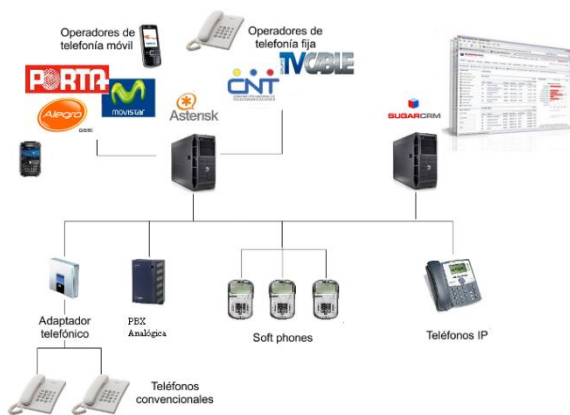 Operadores de
telefonía móvil
Operadores de
telefonía fija
PORTA
movistar
Alegro
CNT
TVCABLE
Astensk
SUGARCRM
Adaptador
telefónico
PBX
Analógica
Soft phones
Teléfonos IP
Teléfonos
convencionales